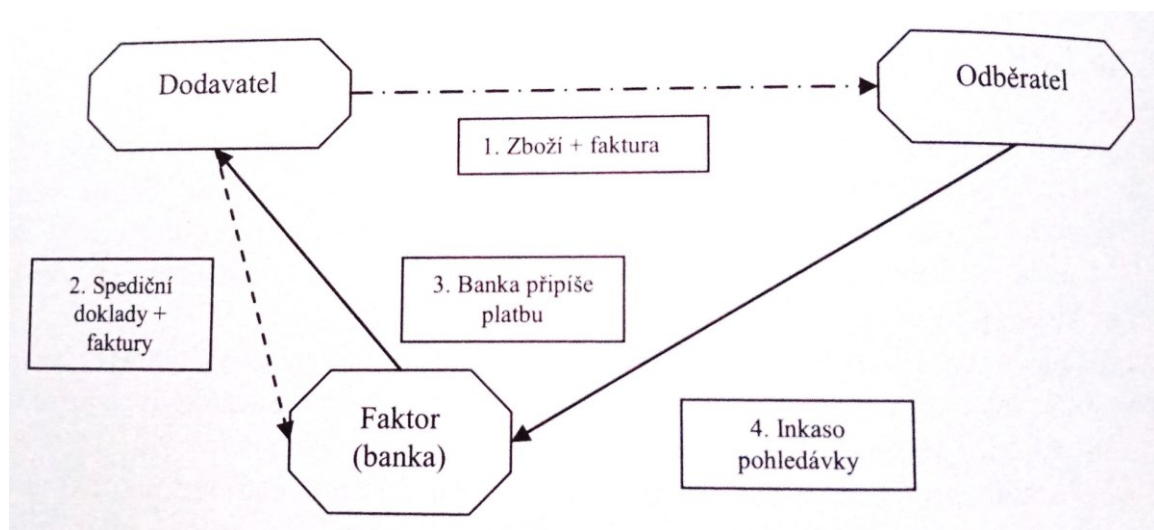 Dodavatel
Odběratel
1. Zboží + faktura
2. Spediční
doklady +
faktury
3. Banka připíše
platbu
Faktor
(banka)
4. Inkaso
pohledávky